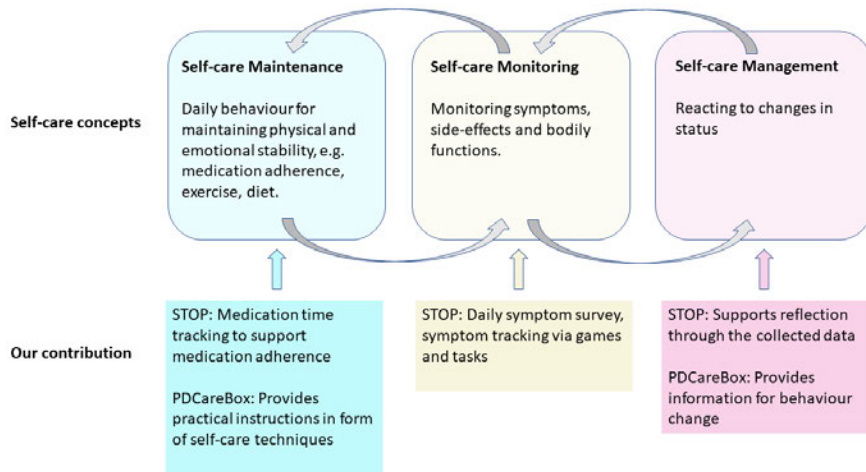 Self-care concepts
Self-care Maintenance
Daily behaviour for
maintaining physical and
emotional stability, e.g.
medication adherence,
exercise, diet.
Self-care Monitoring
Monitoring symptoms,
side-effects and bodily
functions.
Self-care Management
Reacting to changes in
status
Our contribution
STOP: Medication time
tracking to support
medication adherence
PDCareBox: Provides
practical instructions in form
of self-care techniques
STOP: Daily symptom survey,
symptom tracking via games
and tasks
STOP: Supports reflection
through the collected data
PDCareBox: Provides
information for behaviour
change